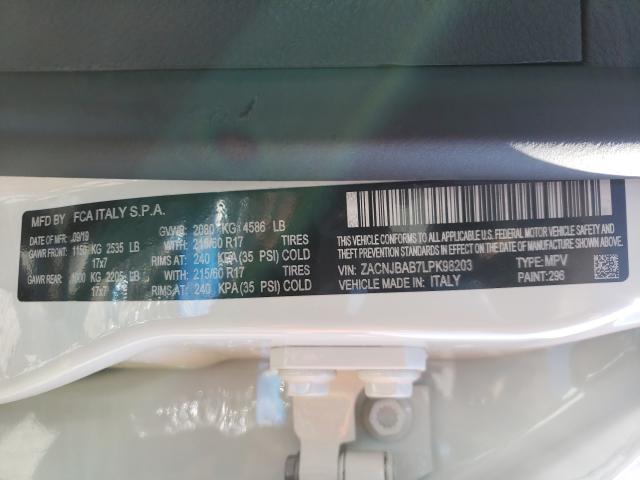 MFD BY FCA ITALY S.P.A.
DATE OF MFR: 09/19 GVWR: 2080 KG 4586 LB
GAWR FRONT: 1150 KG 2535 LB WITH: 215/60 R17 TIRES
17x7 RIMS AT: 240 KPA (35 PSI) COLD
GAWR REAR: 1000 KG 2205 LB WITH: 215/60 R17 TIRES
17x7 RIMS AT: 240 KPA (35 PSI) COLD
THIS VEHICLE CONFORMS TO ALL APPLICABLE
U.S.A. FEDERAL MOTOR VEHICLE SAFETY, BUMPER AND
THEFT PREVENTION STANDARDS IN EFFECT ON THE
DATE OF MANUFACTURE SHOWN ABOVE
VIN: ZACNJBAB7LPK98203 TYPE: MPV
VEHICLE MADE IN: ITALY PAINT: 296